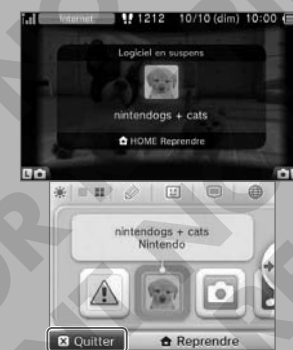 Internet 1212 10/10 (dim) 10:00
Logiciel en suspens
nintendogs + cats
HOME Reprendre
L R
nintendogs + cats
Nintendo
X Quitter Reprendre